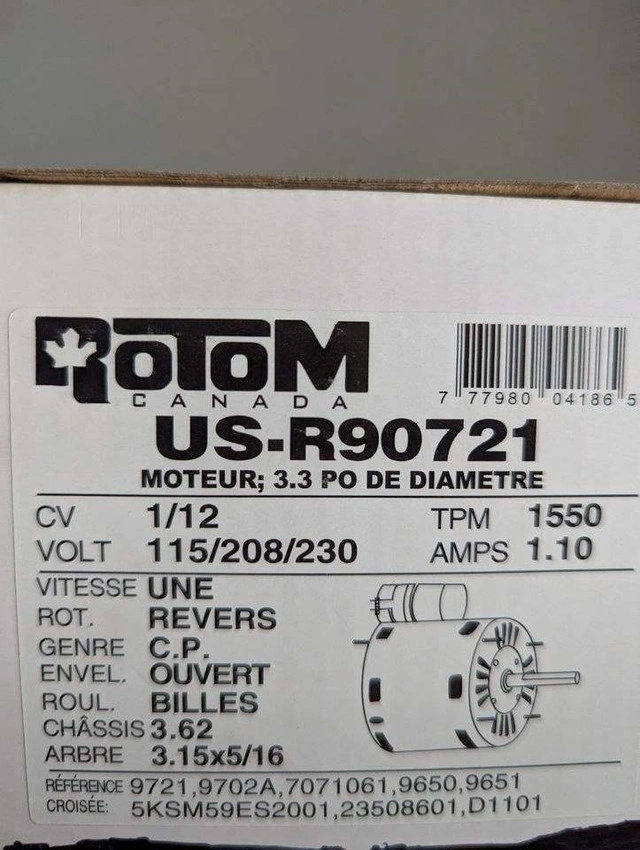 ROTOM
CANADA
7 77980 04186 5
US-R90721
MOTEUR; 3.3 PO DE DIAMETRE
CV 1/12 TPM 1550
VOLT 115/208/230 AMPS 1.10
VITESSE UNE
ROT. REVERS
GENRE C.P.
ENVEL. OUVERT
ROUL. BILLES
CHÂSSIS 3.62
ARBRE 3.15x5/16
RÉFÉRENCE 9721,9702A,7071061,9650,9651
CROISÉE: 5KSM59ES2001,23508601,D1101